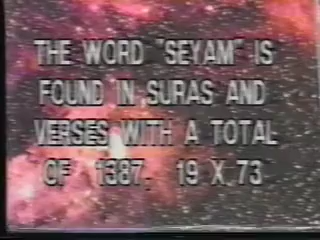 THE WORD "SEYAM" IS
FOUND IN SURAS AND
VERSES WITH A TOTAL
OF 1387. 19 X 73